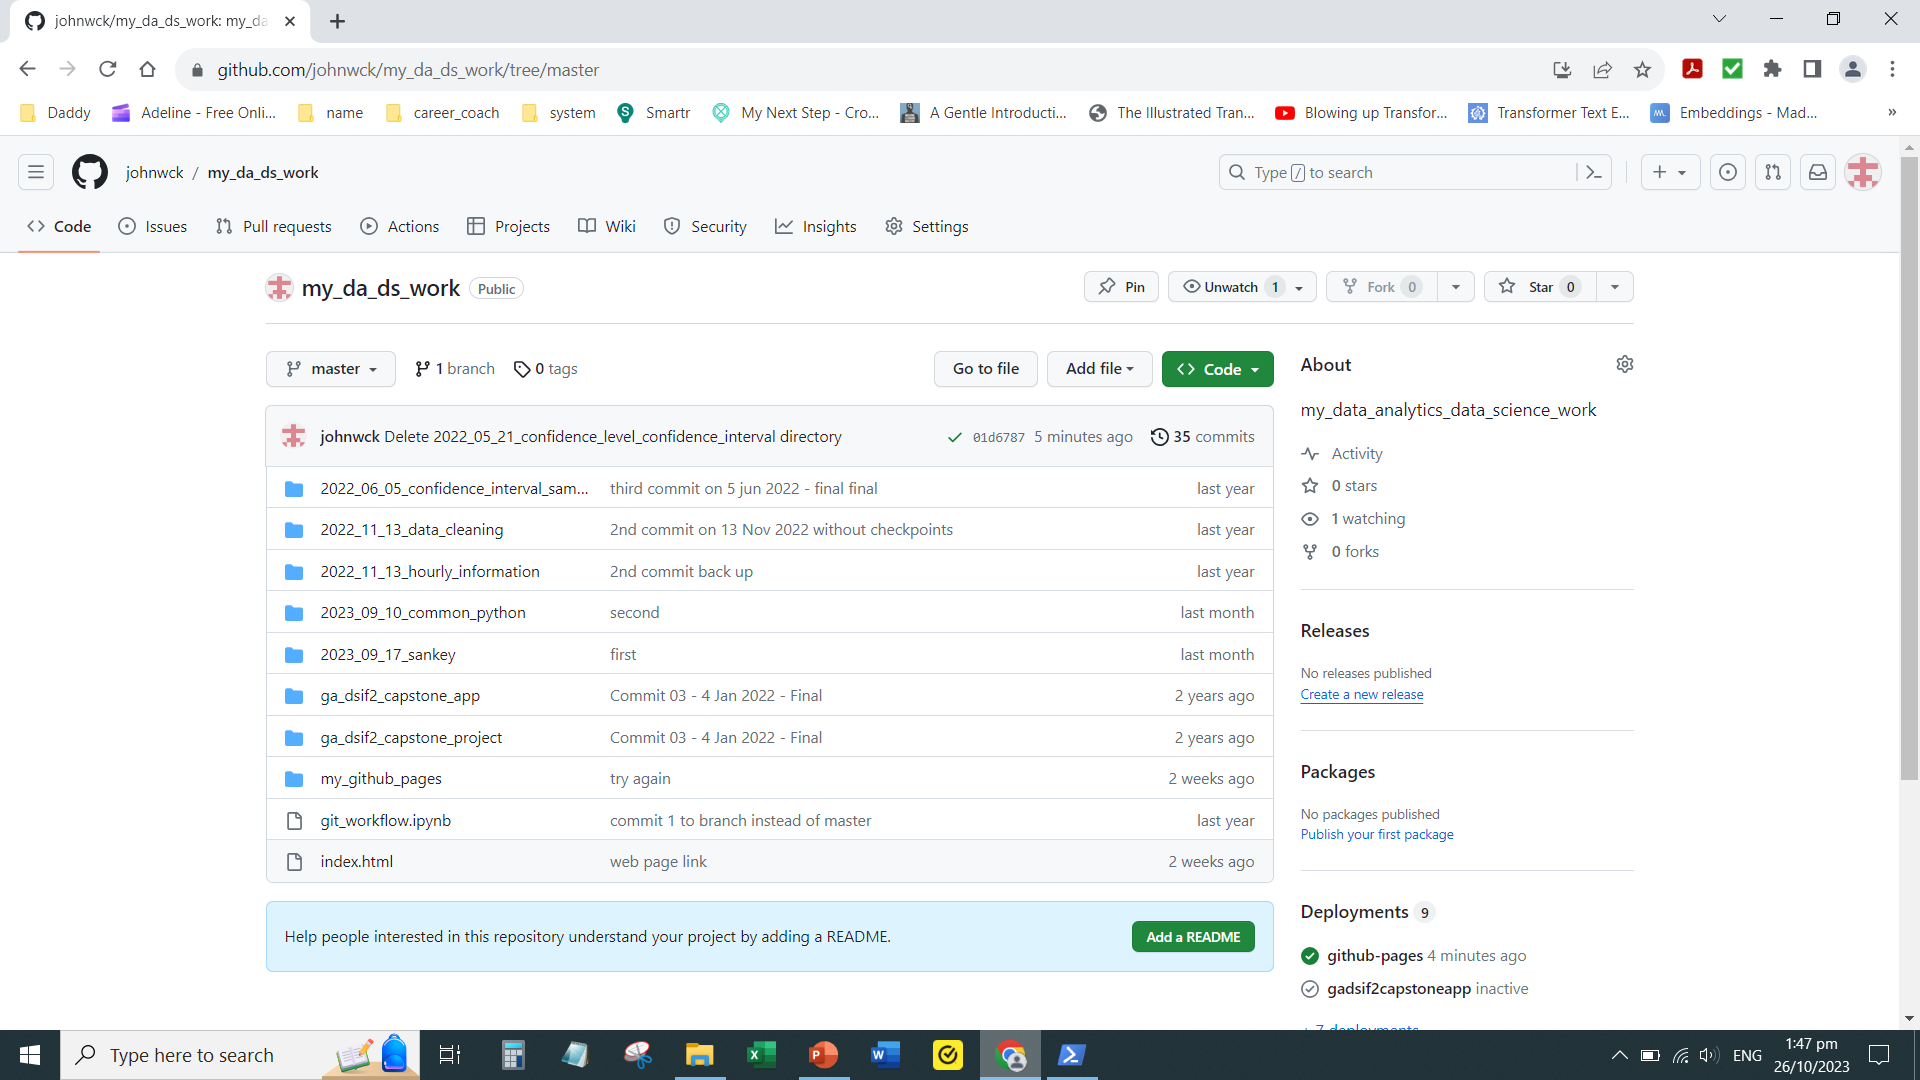 johnwck/my_da_ds_work: my_da
github.com/johnwck/my_da_ds_work/tree/master
Daddy Adeline - Free Onli... name career_coach system Smartr My Next Step - Cro... A Gentle Introducti... The Illustrated Tran... Blowing up Transfor... Transformer Text E... Embeddings - Mad... »
johnwck / my_da_ds_work Type / to search
Code Issues Pull requests Actions Projects Wiki Security Insights Settings
my_da_ds_work Public Pin Unwatch 1 Fork 0 Star 0
master 1 branch 0 tags Go to file Add file Code
johnwck Delete 2022_05_21_confidence_level_confidence_interval directory 01d6787 5 minutes ago 35 commits
2022_06_05_confidence_interval_sam... third commit on 5 jun 2022 - final final last year
2022_11_13_data_cleaning 2nd commit on 13 Nov 2022 without checkpoints last year
2022_11_13_hourly_information 2nd commit back up last year
2023_09_10_common_python second last month
2023_09_17_sankey first last month
ga_dsif2_capstone_app Commit 03 - 4 Jan 2022 - Final 2 years ago
ga_dsif2_capstone_project Commit 03 - 4 Jan 2022 - Final 2 years ago
my_github_pages try again 2 weeks ago
git_workflow.ipynb commit 1 to branch instead of master last year
index.html web page link 2 weeks ago
Help people interested in this repository understand your project by adding a README. Add a README
About
my_data_analytics_data_science_work
Activity
0 stars
1 watching
0 forks
Releases
No releases published
Create a new release
Packages
No packages published
Publish your first package
Deployments 9
github-pages 4 minutes ago
gadsif2capstoneapp inactive
+ 7 deployments
Type here to search
ENG
1:47 pm
26/10/2023